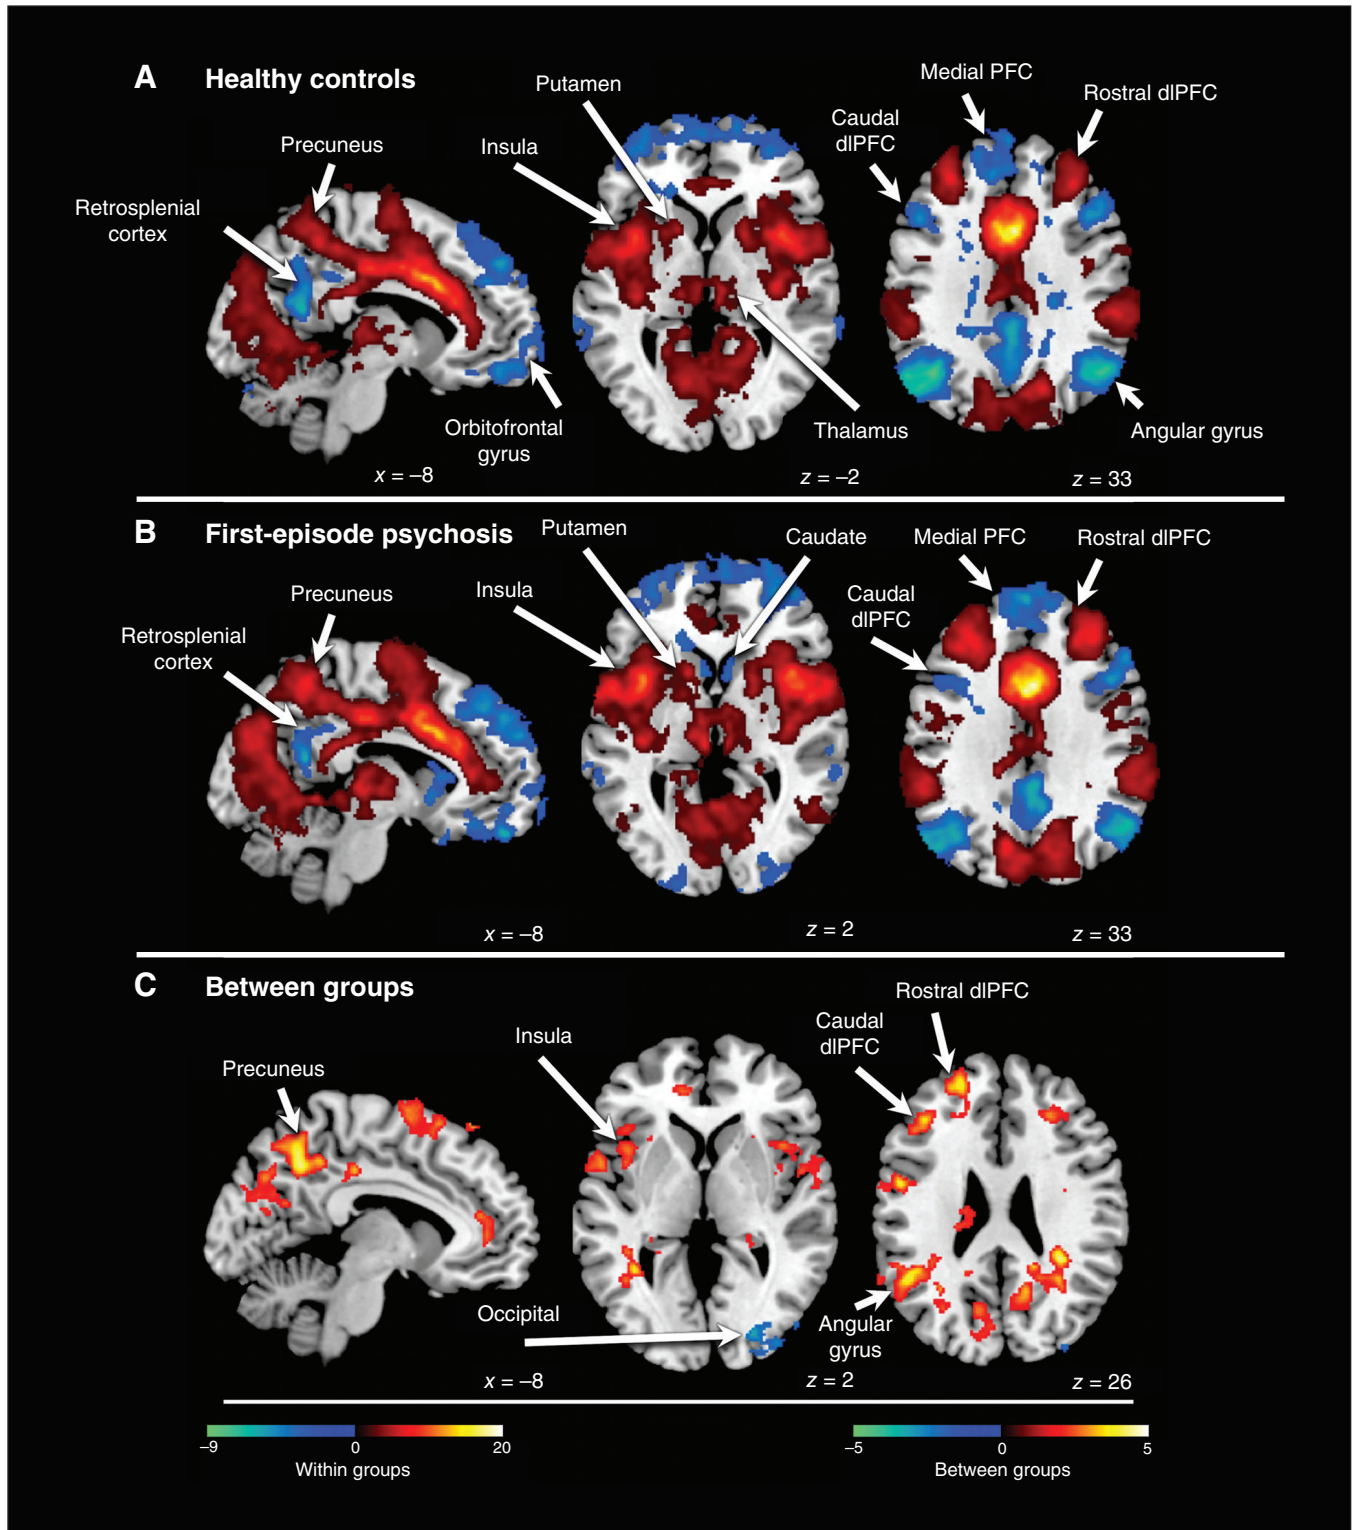 A Healthy controls
Putamen
Medial PFC
Rostral dlPFC
Caudal
dlPFC
Insula
Precuneus
Retrosplenial
cortex
Orbitofrontal
gyrus
Thalamus
Angular gyrus
x = –8
z = –2
z = 33
B First-episode psychosis
Putamen
Caudate
Medial PFC
Rostral dlPFC
Insula
Precuneus
Caudal
dlPFC
Retrosplenial
cortex
x = –8
z = 2
z = 33
C Between groups
Rostral dlPFC
Caudal
dlPFC
Insula
Precuneus
Occipital
Angular
gyrus
x = –8
z = 2
z = 26
–9 0 20
Within groups
–5 0 5
Between groups